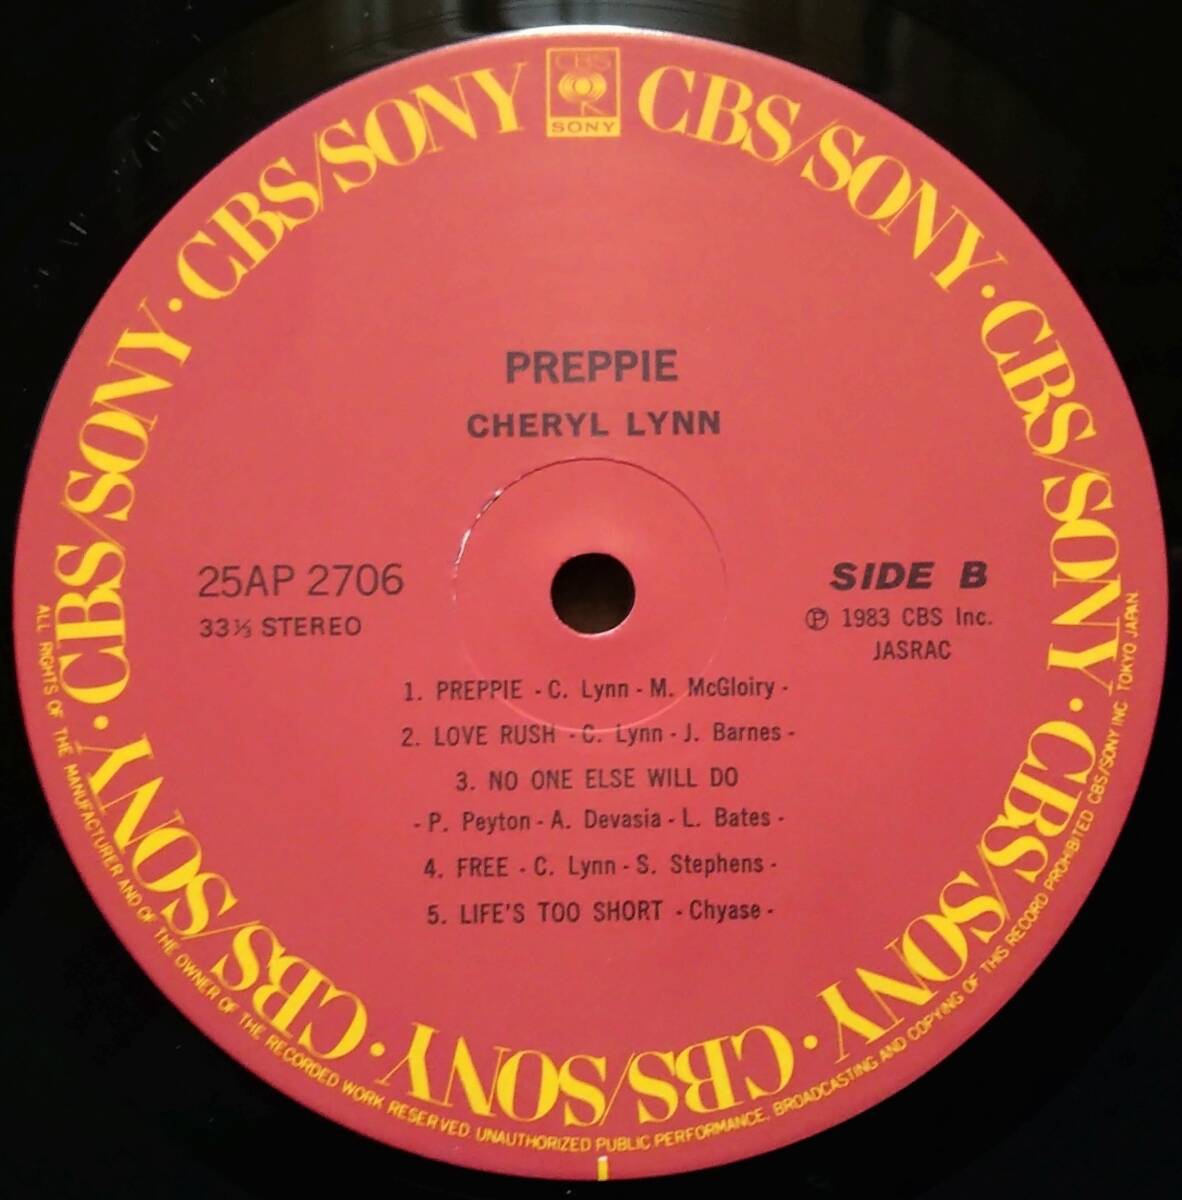 CBS
SONY
CBS/SONY · CBS/SONY · CBS/SONY · CBS/SONY · CBS/SONY · CBS/SONY · CBS/SONY · CBS/SONY
PREPPIE
CHERYL LYNN
25AP 2706
33⅓ STEREO
SIDE B
℗ 1983 CBS Inc.
JASRAC
1. PREPPIE - C. Lynn - M. McGloiry -
2. LOVE RUSH - C. Lynn - J. Barnes -
3. NO ONE ELSE WILL DO
- P. Peyton - A. Devasia - L. Bates -
4. FREE - C. Lynn - S. Stephens -
5. LIFE'S TOO SHORT - Chyase -
ALL RIGHTS OF THE MANUFACTURER AND OF THE OWNER OF THE RECORDED WORK RESERVED UNAUTHORIZED PUBLIC PERFORMANCE, BROADCASTING AND COPYING OF THIS RECORD PROHIBITED CBS/SONY INC. TOKYO JAPAN.